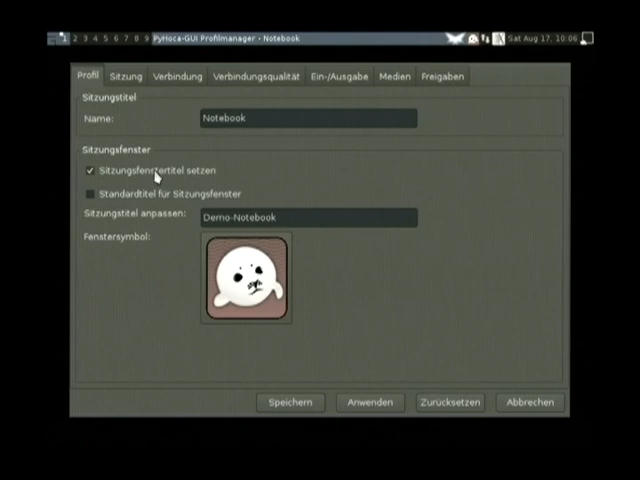 1 2 3 4 5 6 7 8 9 PyHoca-GUI Profilmanager - Notebook Sat Aug 17, 10:06
Profil Sitzung Verbindung Verbindungsqualität Ein-/Ausgabe Medien Freigaben
Sitzungstitel
Name: Notebook
Sitzungsfenster
Sitzungsfenstertitel setzen
Standardtitel für Sitzungsfenster
Sitzungstitel anpassen: Demo-Notebook
Fenstersymbol:
Speichern Anwenden Zurücksetzen Abbrechen